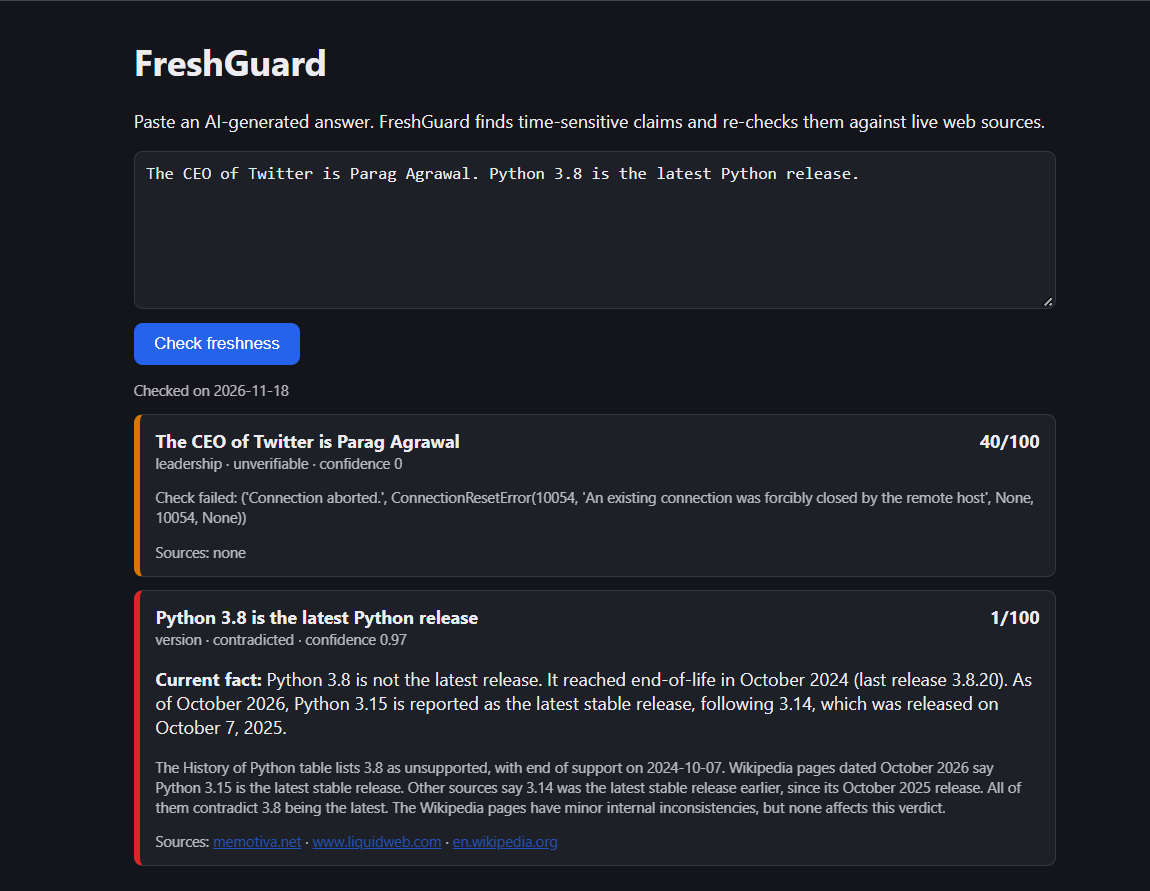 FreshGuard
Paste an AI-generated answer. FreshGuard finds time-sensitive claims and re-checks them against live web sources.
The CEO of Twitter is Parag Agrawal. Python 3.8 is the latest Python release.
Check freshness
Checked on 2026-11-18
The CEO of Twitter is Parag Agrawal 40/100
leadership · unverifiable · confidence 0
Check failed: ('Connection aborted.', ConnectionResetError(10054, 'An existing connection was forcibly closed by the remote host', None,
10054, None))
Sources: none
Python 3.8 is the latest Python release 1/100
version · contradicted · confidence 0.97
Current fact: Python 3.8 is not the latest release. It reached end-of-life in October 2024 (last release 3.8.20). As
of October 2026, Python 3.15 is reported as the latest stable release, following 3.14, which was released on
October 7, 2025.
The History of Python table lists 3.8 as unsupported, with end of support on 2024-10-07. Wikipedia pages dated October 2026 say
Python 3.15 is the latest stable release. Other sources say 3.14 was the latest stable release earlier, since its October 2025 release. All of
them contradict 3.8 being the latest. The Wikipedia pages have minor internal inconsistencies, but none affects this verdict.
Sources: memotiva.net · www.liquidweb.com · en.wikipedia.org